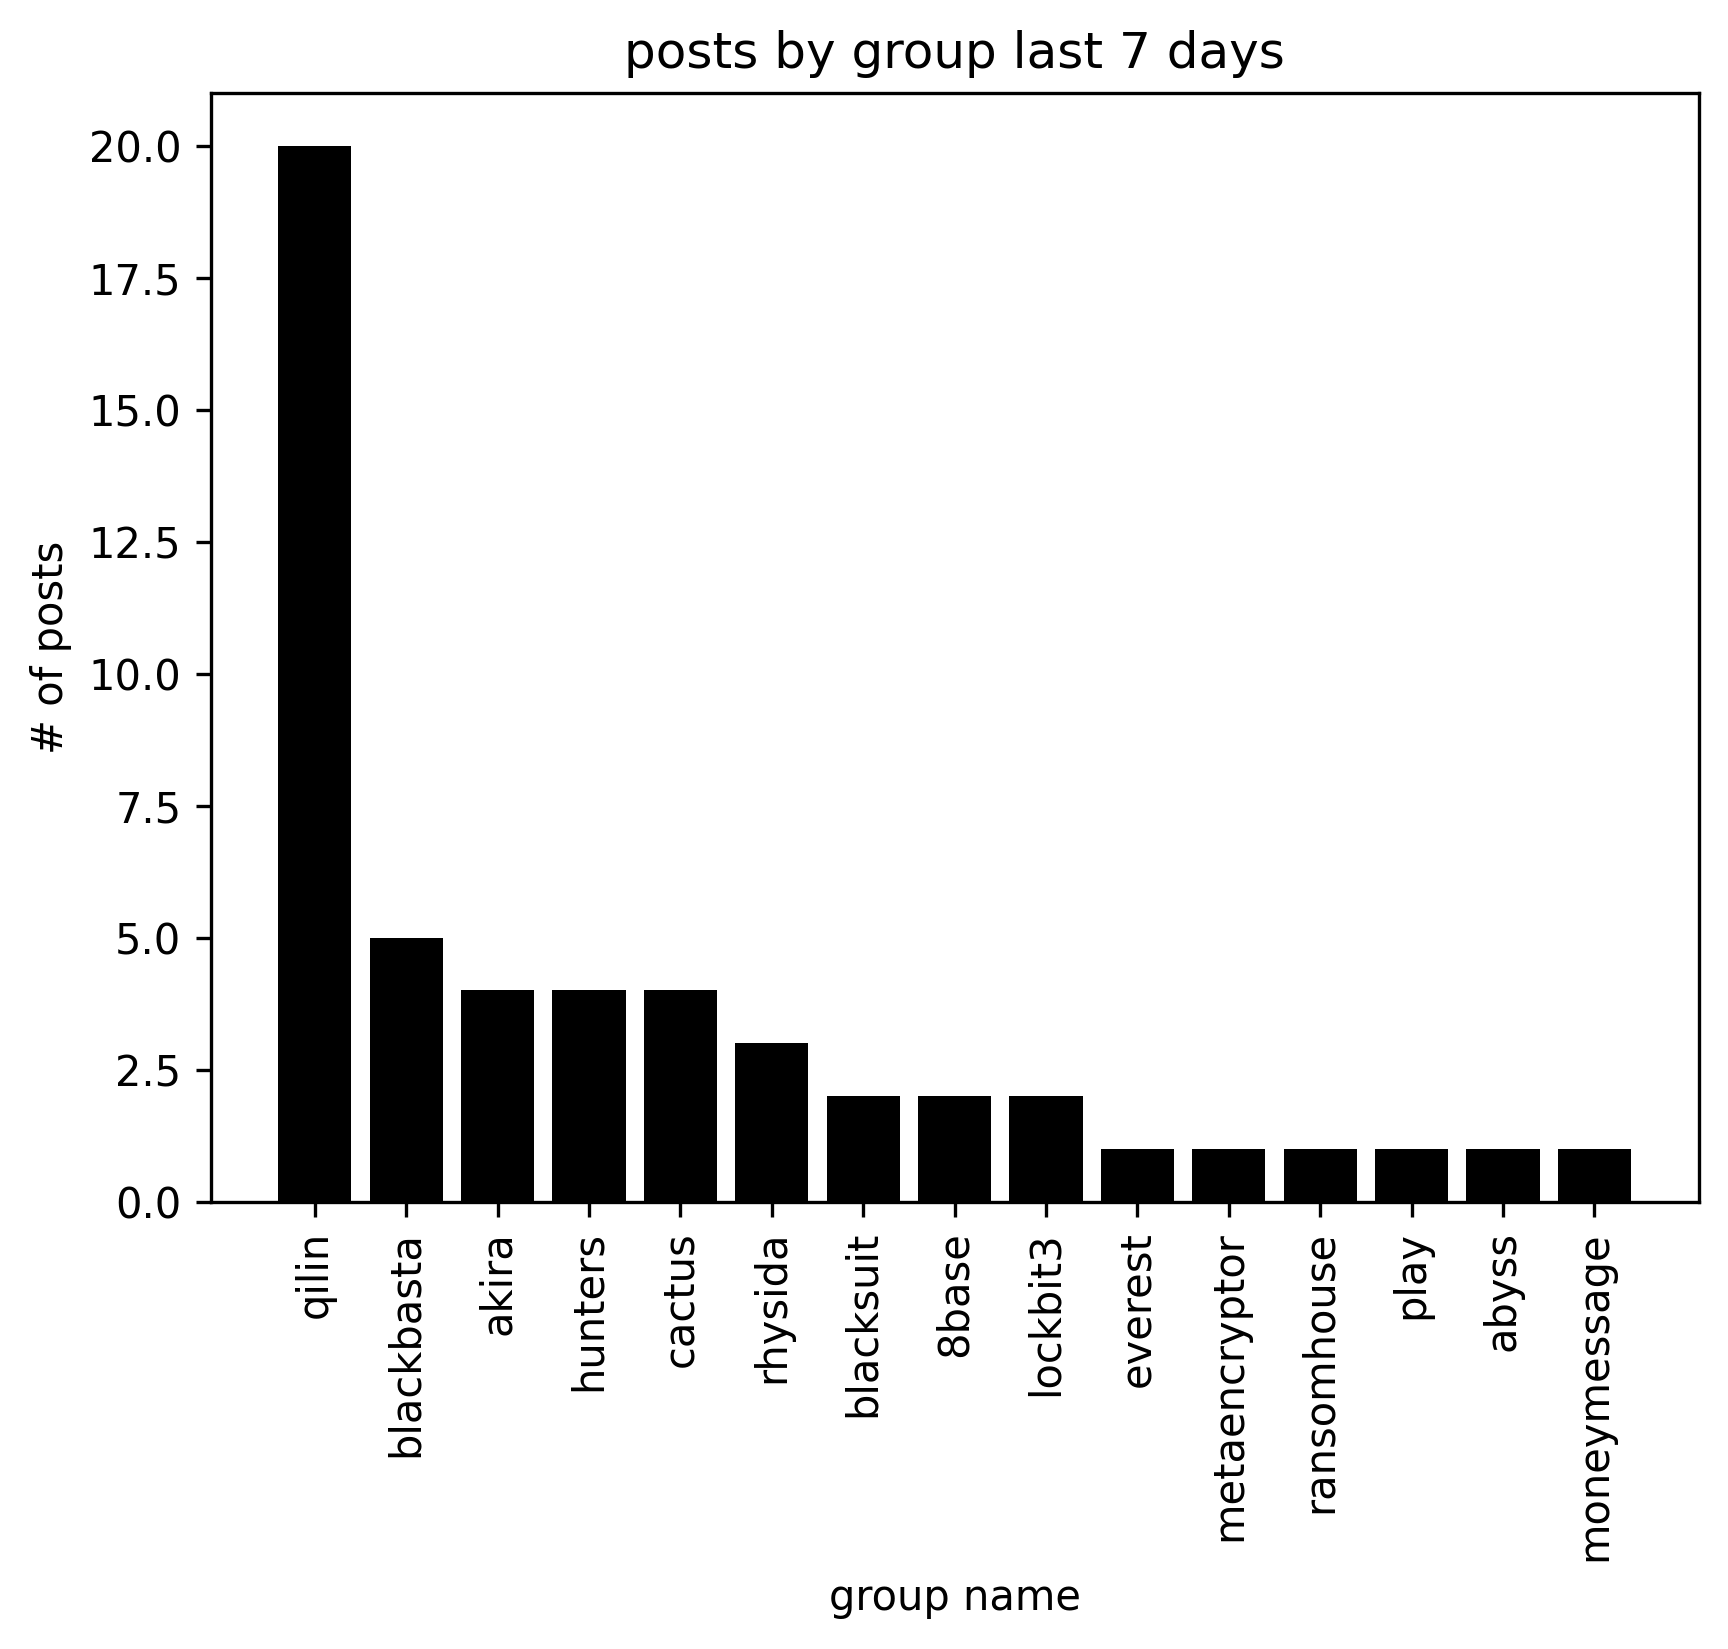 posts by group last 7 days
# of posts
20.0
17.5
15.0
12.5
10.0
7.5
5.0
2.5
0.0
qilin
blackbasta
akira
hunters
cactus
rhysida
blacksuit
8base
lockbit3
everest
metaencryptor
ransomhouse
play
abyss
moneymessage
group name